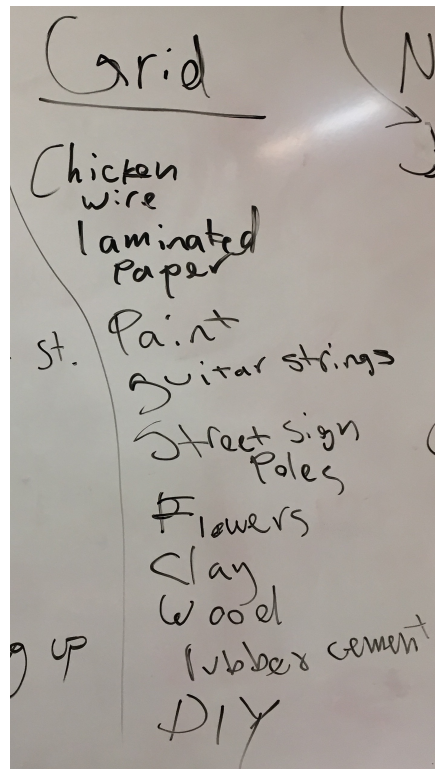 Grid
N
Chicken
wire
laminated
paper
st.
Paint
guitar strings
Street sign
Poles
Flowers
Clay
Wood
g up
rubber cement
DIY